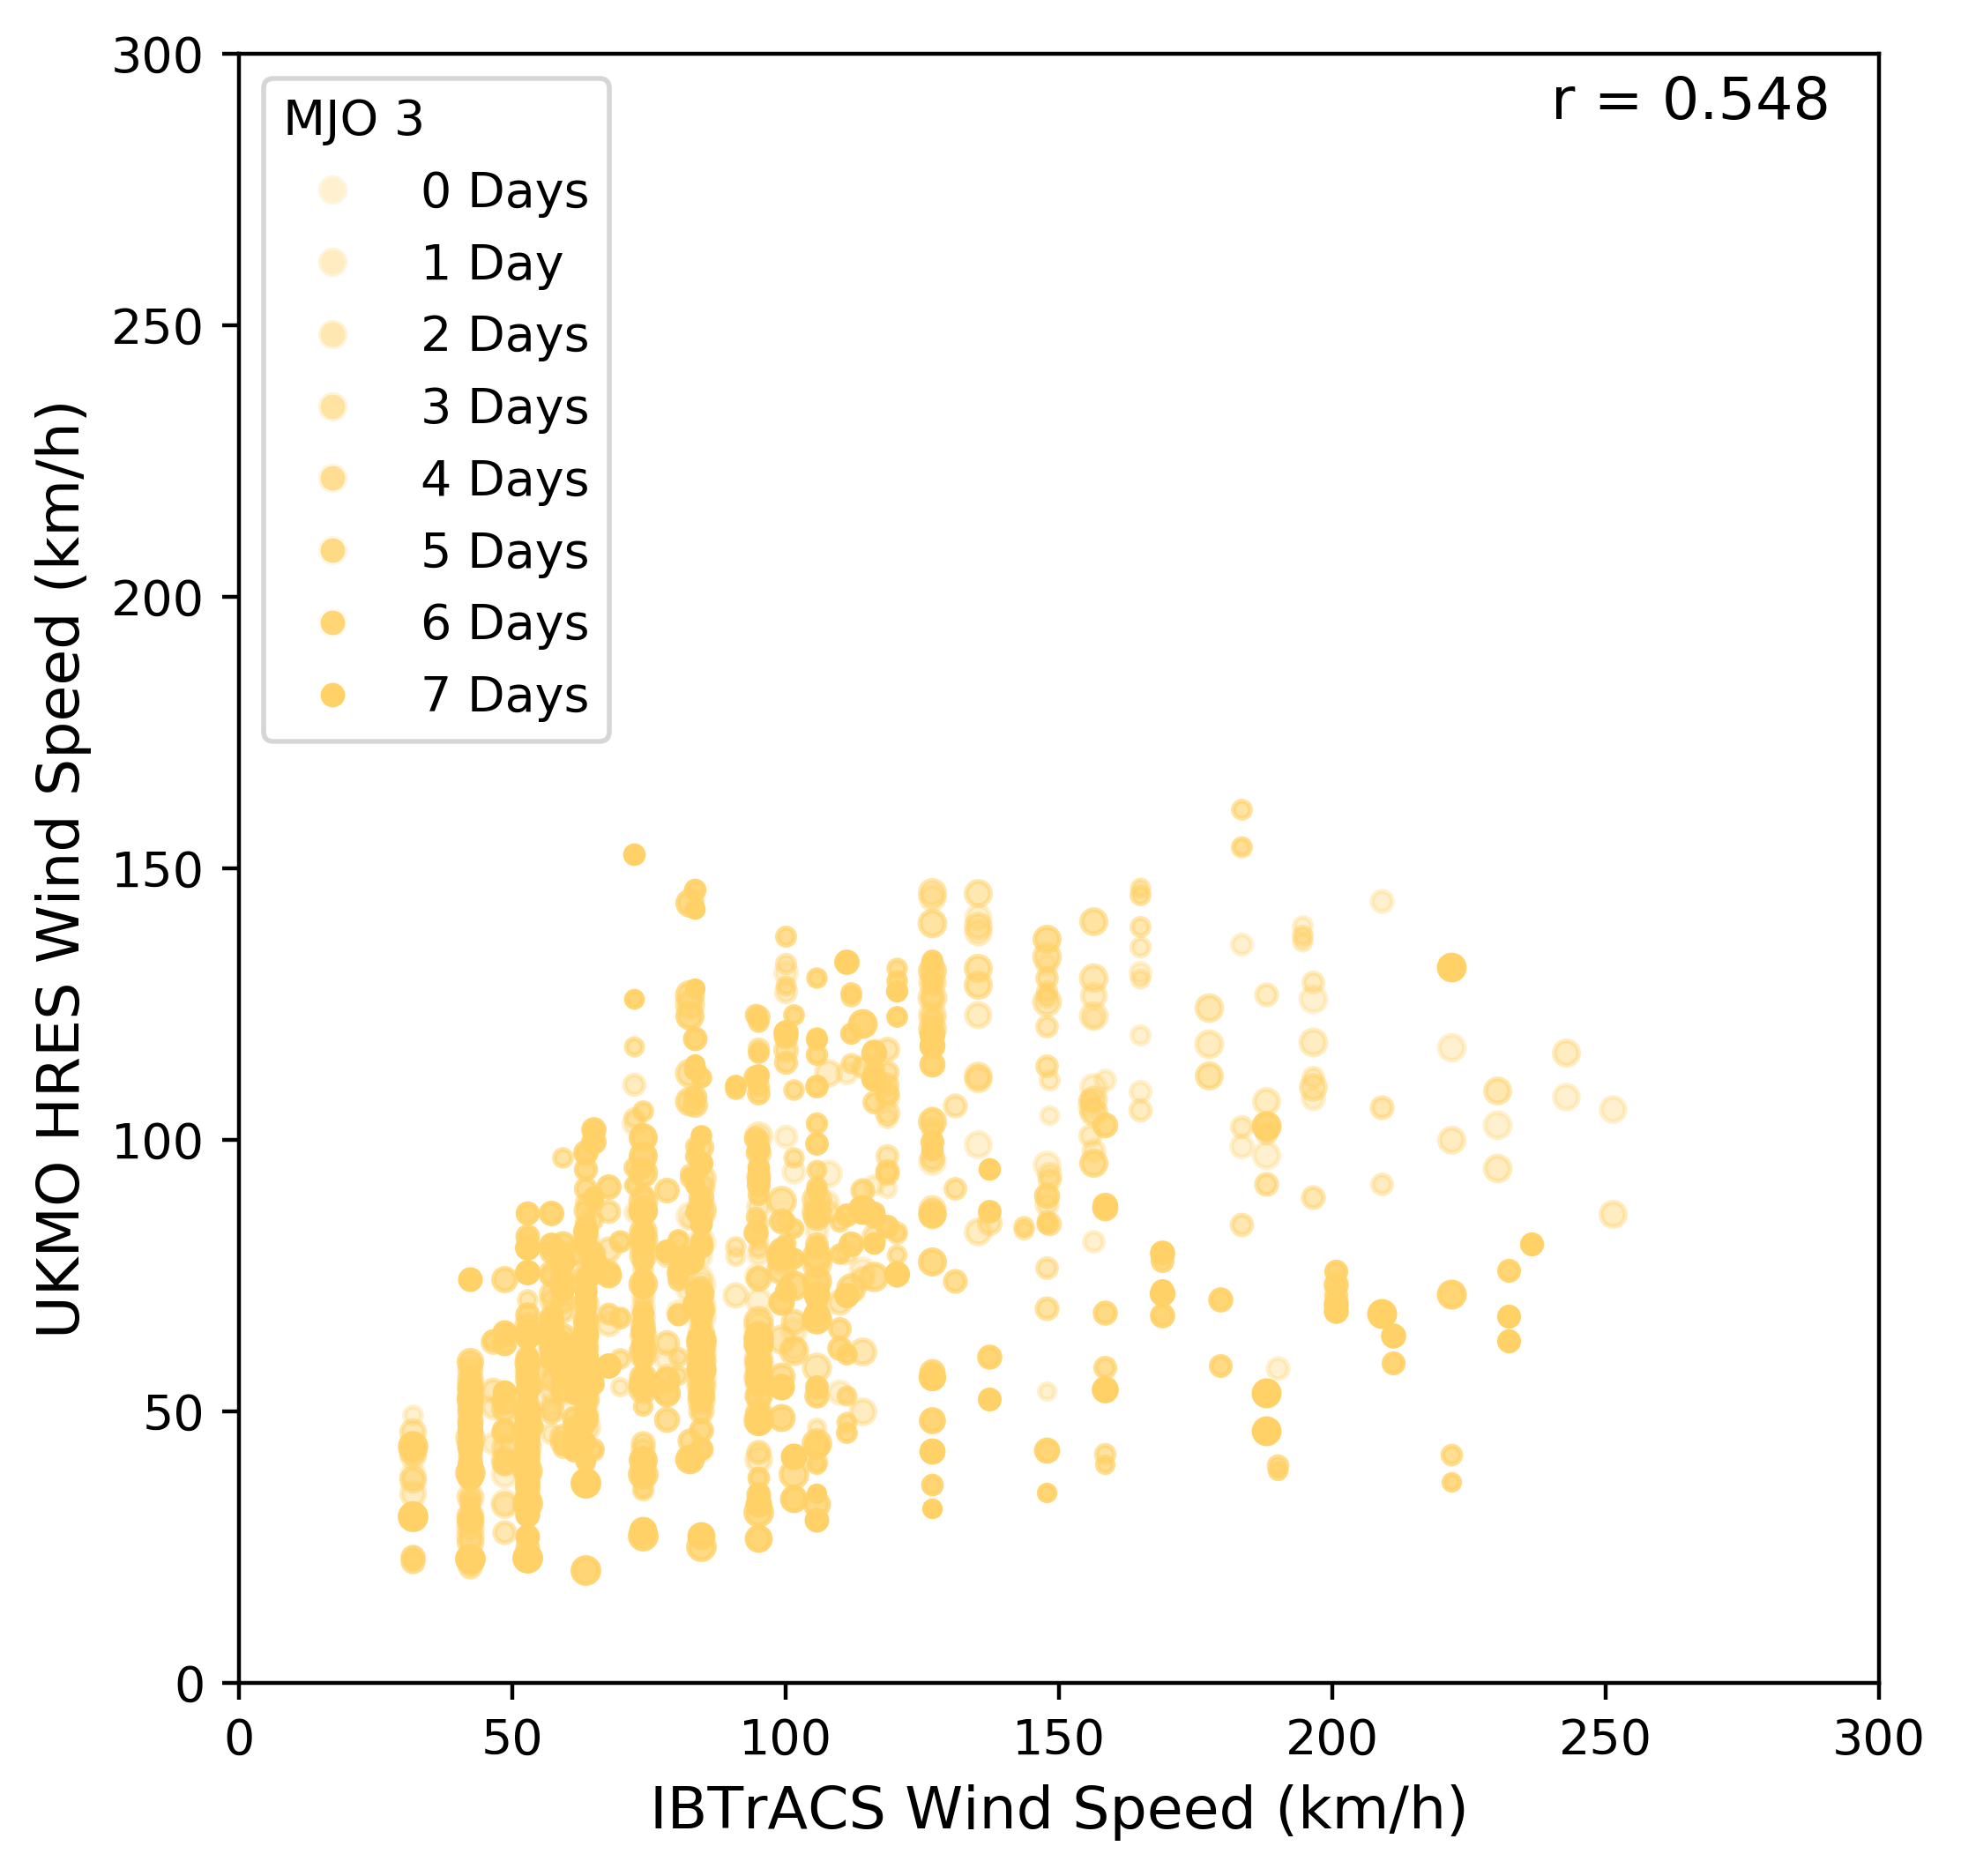 r = 0.548
MJO 3
0 Days
1 Day
2 Days
3 Days
4 Days
5 Days
6 Days
7 Days
UKMO HRES Wind Speed (km/h)
300
250
200
150
100
50
0
0 50 100 150 200 250 300
IBTrACS Wind Speed (km/h)